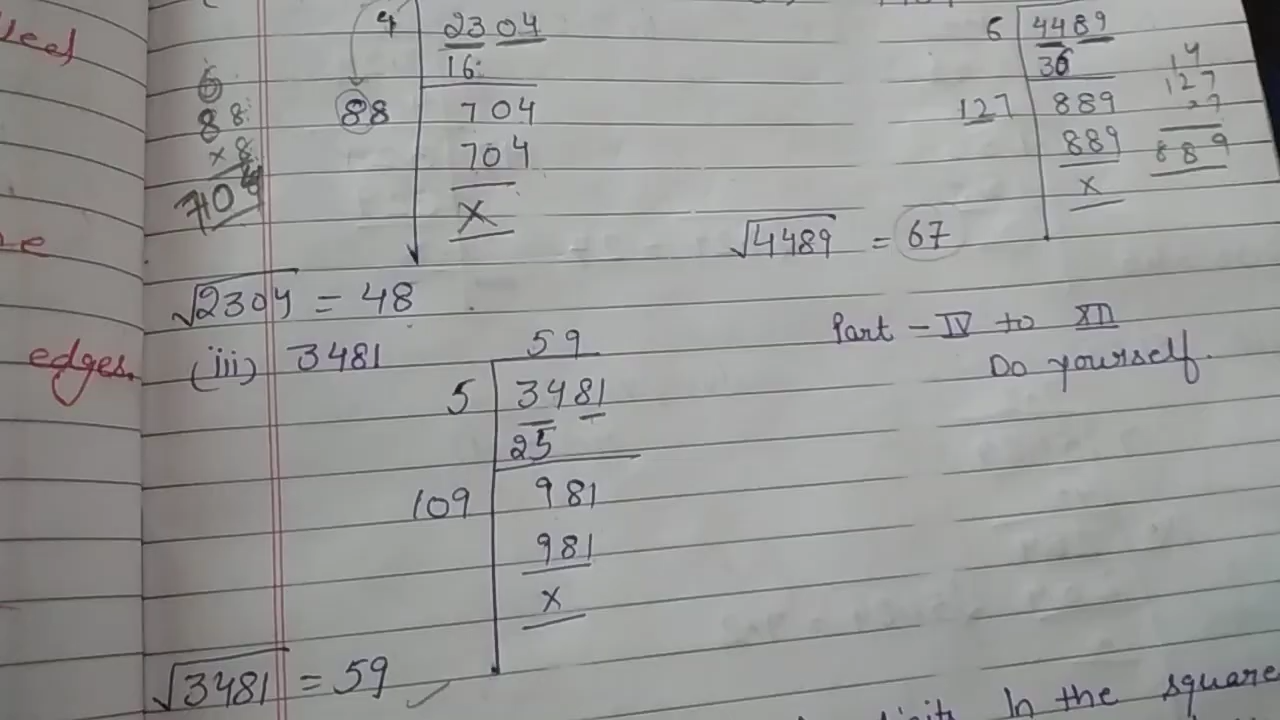 4 2304
16
6
88 704
88
×8 704
704 x
√2304 = 48
6 4489
36 14
127 889 127
×7
889 889
x
√4489 = 67
edges.
(iii) 3481
59
5 3481
25
109 981
981
x
√3481 = 59
Part - IV to XII
Do yourself.
In the square